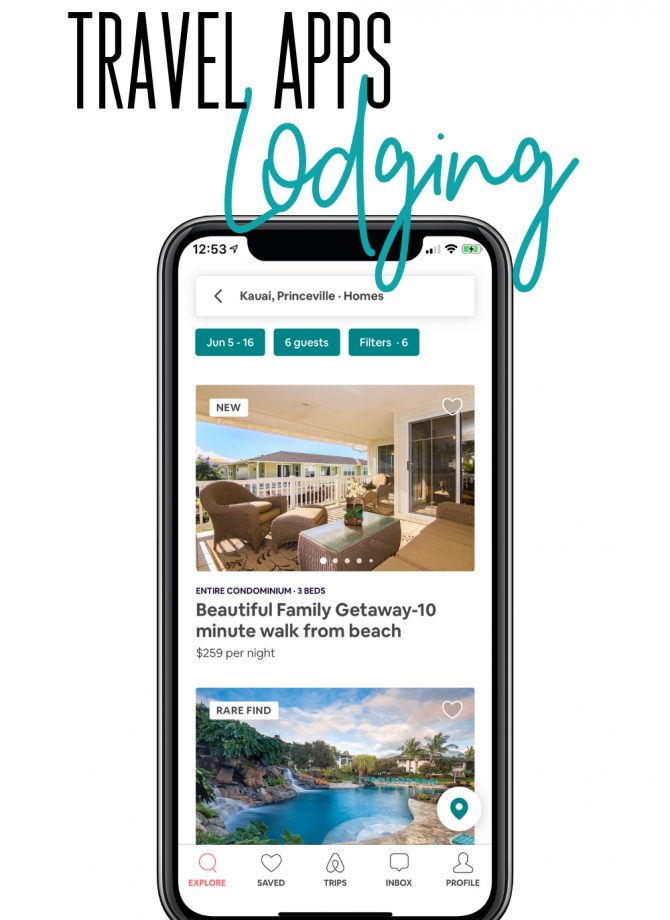 TRAVEL APPS
Lodging
12:53
Kauai, Princeville · Homes
Jun 5 - 16
6 guests
Filters · 6
NEW
ENTIRE CONDOMINIUM · 3 BEDS
Beautiful Family Getaway-10
minute walk from beach
$259 per night
RARE FIND
EXPLORE
SAVED
TRIPS
INBOX
PROFILE